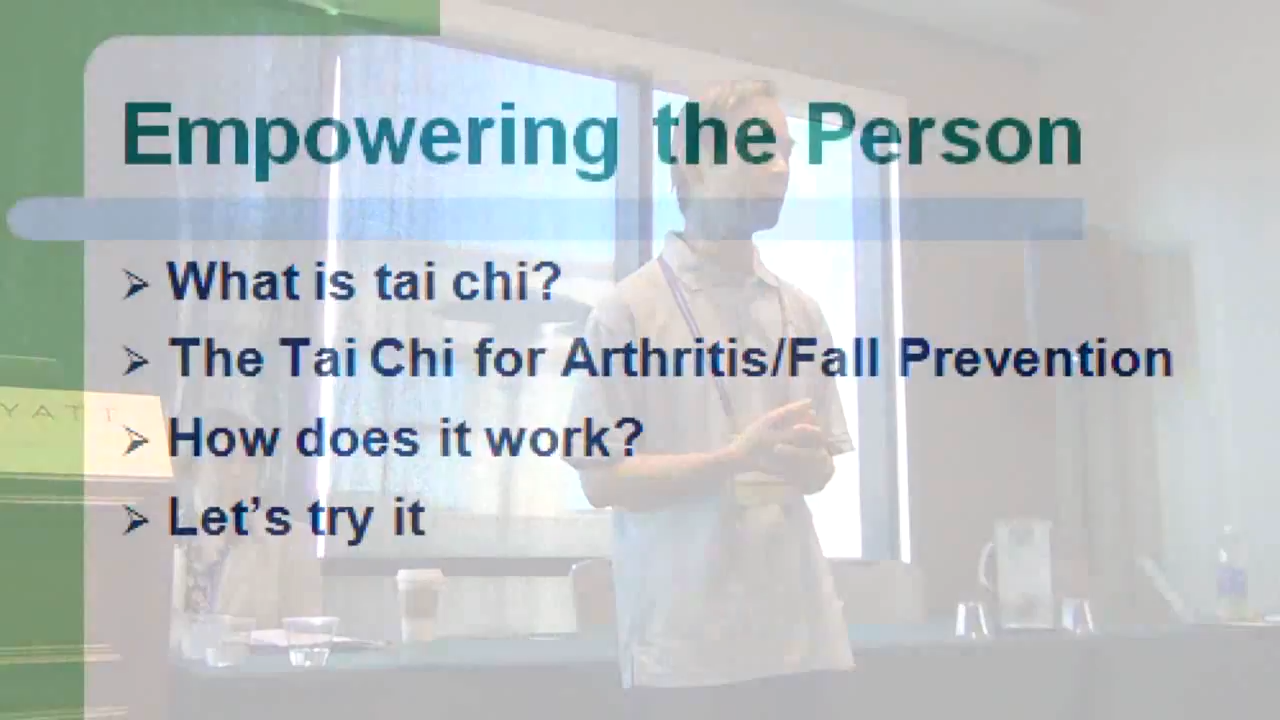 Empowering the Person
What is tai chi?
The Tai Chi for Arthritis/Fall Prevention
How does it work?
Let's try it
YATT